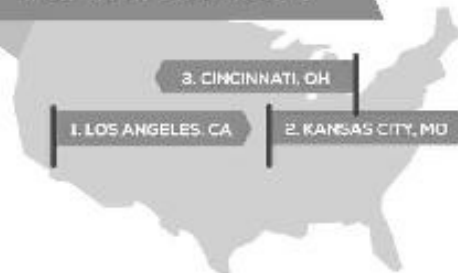 3. CINCINNATI, OH
1. LOS ANGELES, CA
2. KANSAS CITY, MO